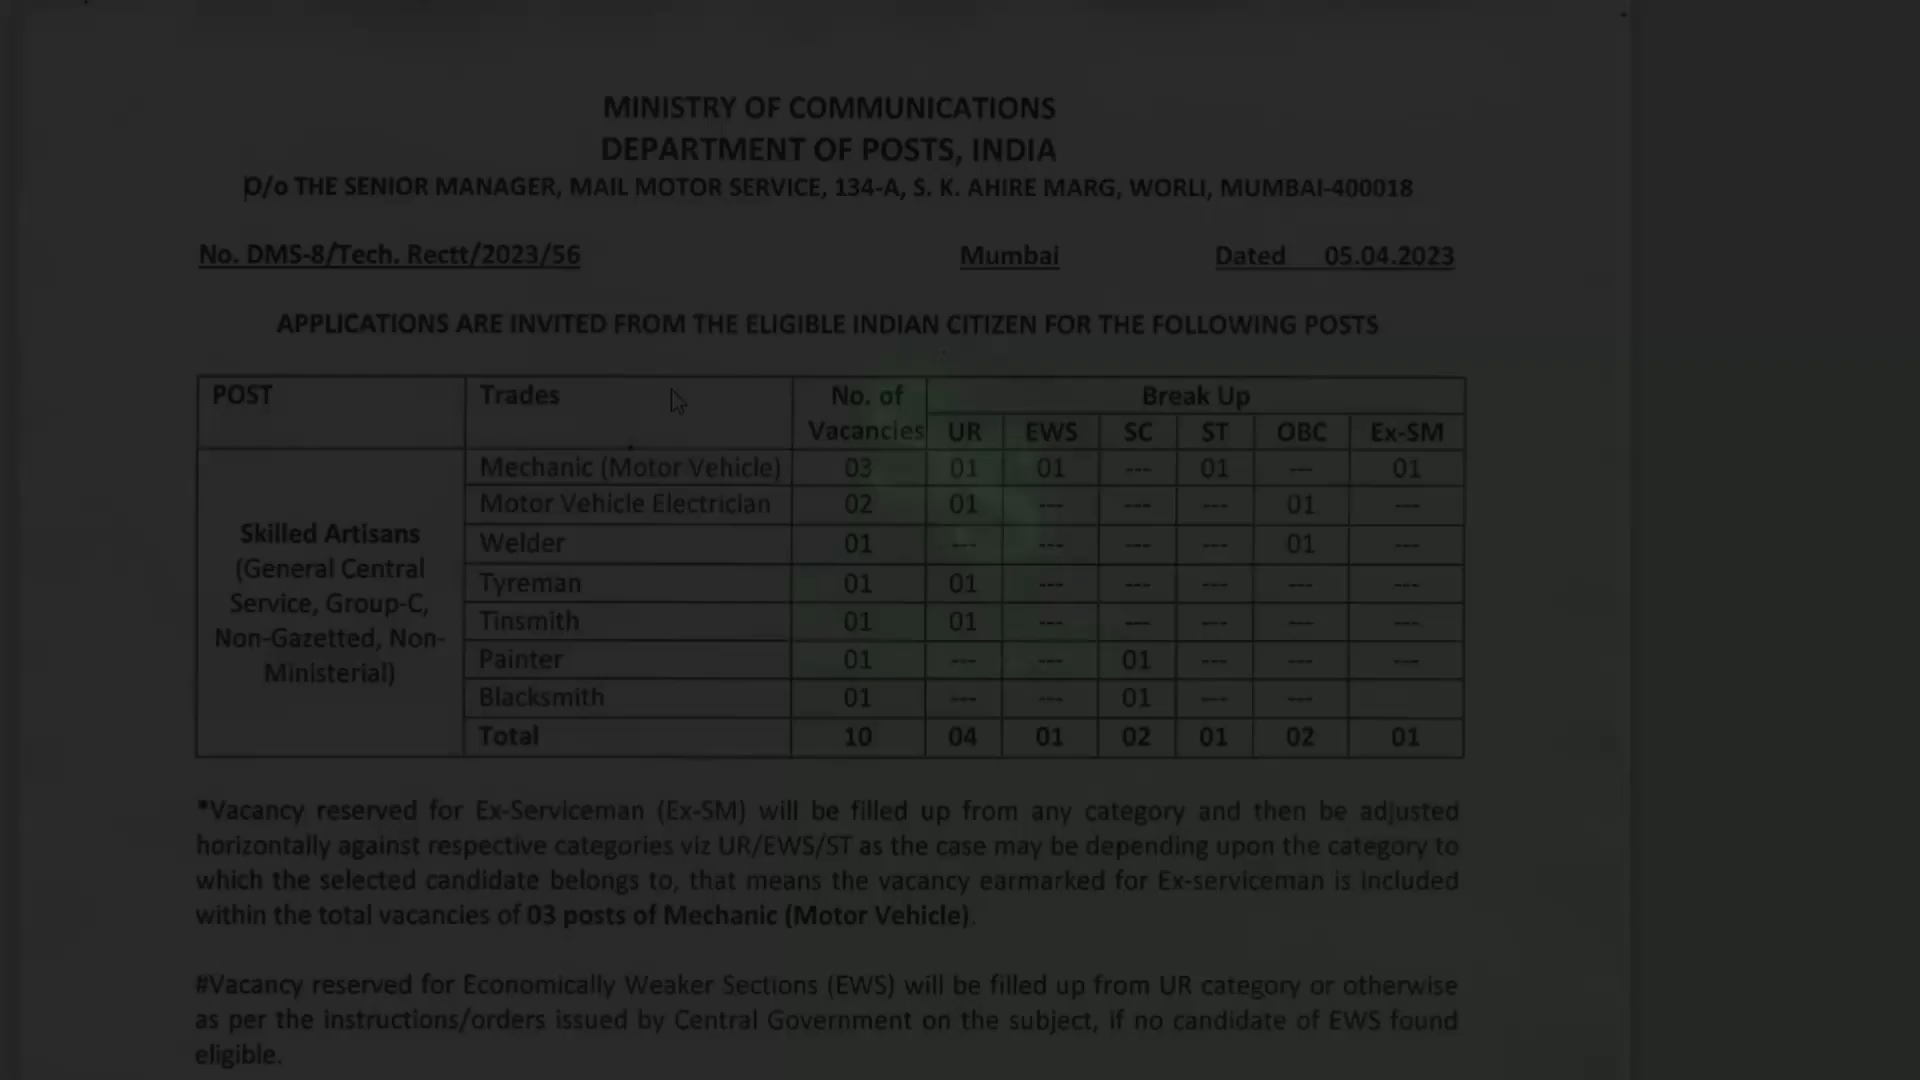 MINISTRY OF COMMUNICATIONS
DEPARTMENT OF POSTS, INDIA
O/o THE SENIOR MANAGER, MAIL MOTOR SERVICE, 134-A, S. K. AHIRE MARG, WORLI, MUMBAI-400018
No. DMS-8/Tech. Rectt/2023/56 Mumbai Dated 05.04.2023
APPLICATIONS ARE INVITED FROM THE ELIGIBLE INDIAN CITIZEN FOR THE FOLLOWING POSTS
POST Trades No. of Vacancies Break Up
UR EWS SC ST OBC Ex-SM
Skilled Artisans
(General Central
Service, Group-C,
Non-Gazetted, Non-
Ministerial)
Mechanic (Motor Vehicle) 03 01 01 --- 01 --- 01
Motor Vehicle Electrician 02 01 --- --- --- 01 ---
Welder 01 --- --- --- --- 01 ---
Tyreman 01 01 --- --- --- --- ---
Tinsmith 01 01 --- --- --- --- ---
Painter 01 --- --- 01 --- --- ---
Blacksmith 01 --- --- 01 --- ---
Total 10 04 01 02 01 02 01
*Vacancy reserved for Ex-Serviceman (Ex-SM) will be filled up from any category and then be adjusted
horizontally against respective categories viz UR/EWS/ST as the case may be depending upon the category to
which the selected candidate belongs to, that means the vacancy earmarked for Ex-serviceman is included
within the total vacancies of 03 posts of Mechanic (Motor Vehicle).
#Vacancy reserved for Economically Weaker Sections (EWS) will be filled up from UR category or otherwise
as per the instructions/orders issued by Central Government on the subject, if no candidate of EWS found
eligible.